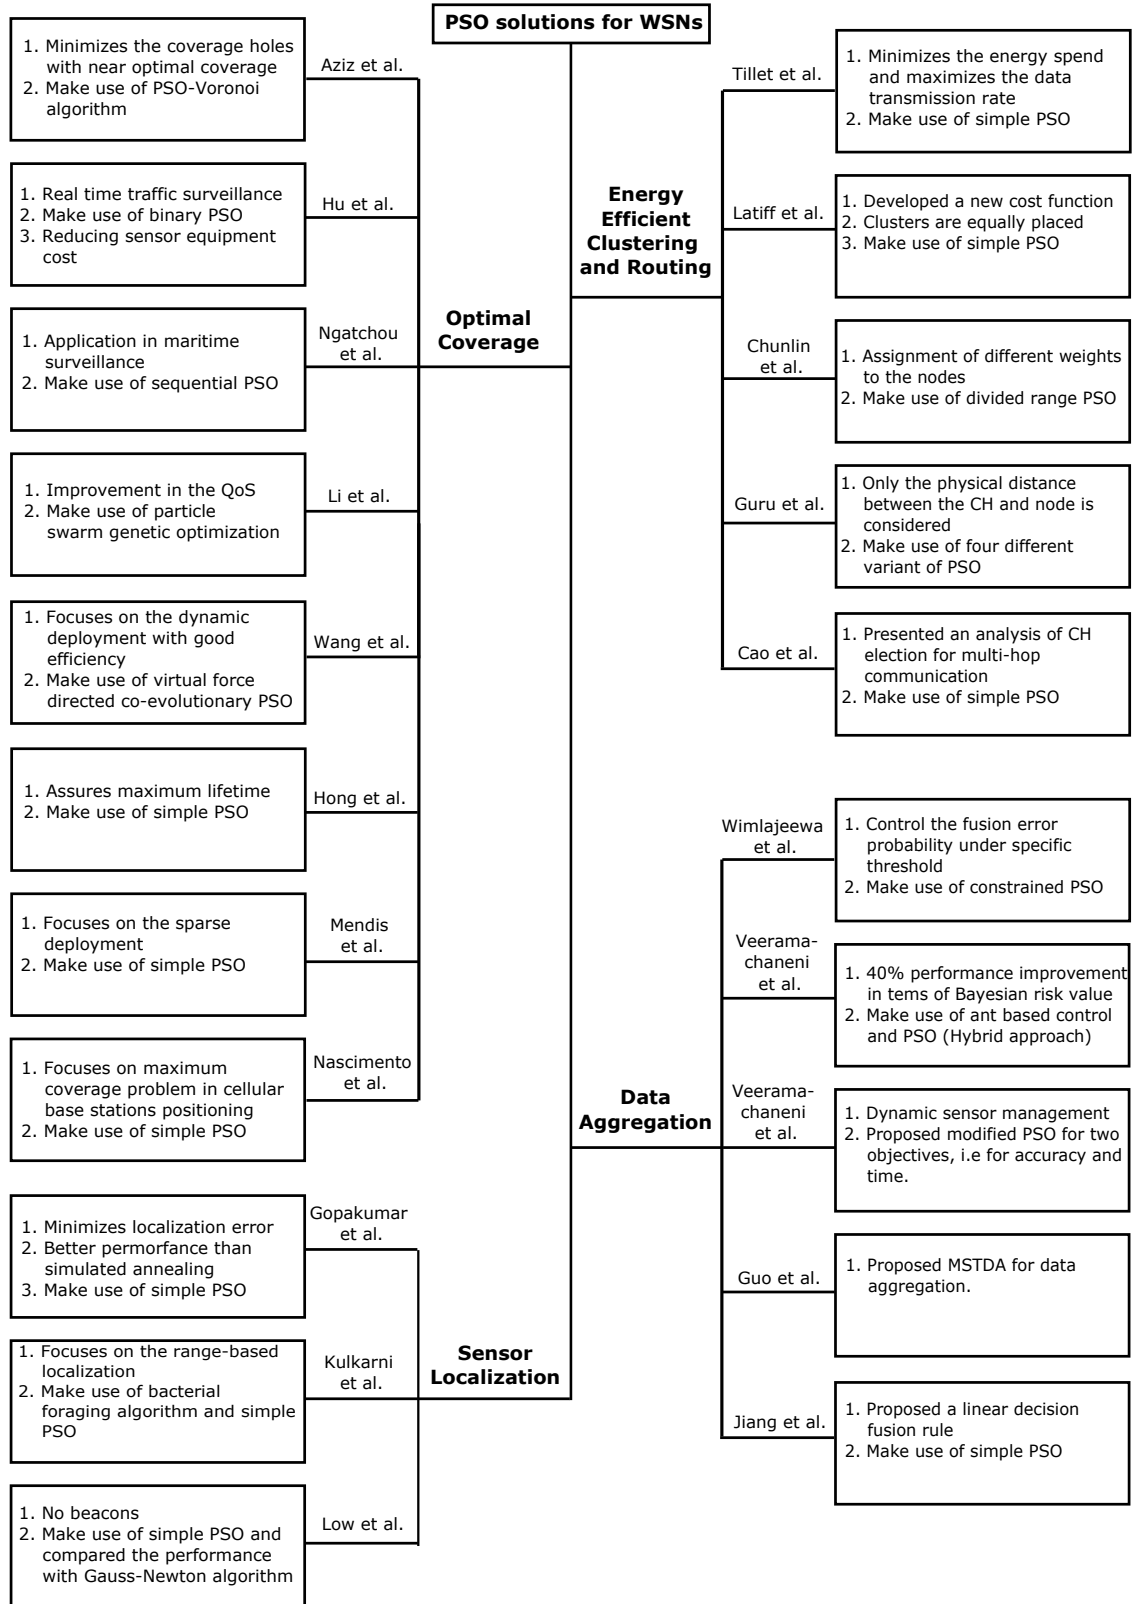 PSO solutions for WSNs
Optimal
Coverage
Aziz et al.
1. Minimizes the coverage holes
with near optimal coverage
2. Make use of PSO-Voronoi
algorithm
Hu et al.
1. Real time traffic surveillance
2. Make use of binary PSO
3. Reducing sensor equipment
cost
Ngatchou
et al.
1. Application in maritime
surveillance
2. Make use of sequential PSO
Li et al.
1. Improvement in the QoS
2. Make use of particle
swarm genetic optimization
Wang et al.
1. Focuses on the dynamic
deployment with good
efficiency
2. Make use of virtual force
directed co-evolutionary PSO
Hong et al.
1. Assures maximum lifetime
2. Make use of simple PSO
Mendis
et al.
1. Focuses on the sparse
deployment
2. Make use of simple PSO
Nascimento
et al.
1. Focuses on maximum
coverage problem in cellular
base stations positioning
2. Make use of simple PSO
Sensor
Localization
Gopakumar
et al.
1. Minimizes localization error
2. Better permorfance than
simulated annealing
3. Make use of simple PSO
Kulkarni
et al.
1. Focuses on the range-based
localization
2. Make use of bacterial
foraging algorithm and simple
PSO
Low et al.
1. No beacons
2. Make use of simple PSO and
compared the performance
with Gauss-Newton algorithm
Energy
Efficient
Clustering
and Routing
Tillet et al.
1. Minimizes the energy spend
and maximizes the data
transmission rate
2. Make use of simple PSO
Latiff et al.
1. Developed a new cost function
2. Clusters are equally placed
3. Make use of simple PSO
Chunlin
et al.
1. Assignment of different weights
to the nodes
2. Make use of divided range PSO
Guru et al.
1. Only the physical distance
between the CH and node is
considered
2. Make use of four different
variant of PSO
Cao et al.
1. Presented an analysis of CH
election for multi-hop
communication
2. Make use of simple PSO
Data
Aggregation
Wimlajeewa
et al.
1. Control the fusion error
probability under specific
threshold
2. Make use of constrained PSO
Veerama-
chaneni
et al.
1. 40% performance improvement
in tems of Bayesian risk value
2. Make use of ant based control
and PSO (Hybrid approach)
Veerama-
chaneni
et al.
1. Dynamic sensor management
2. Proposed modified PSO for two
objectives, i.e for accuracy and
time.
Guo et al.
1. Proposed MSTDA for data
aggregation.
Jiang et al.
1. Proposed a linear decision
fusion rule
2. Make use of simple PSO